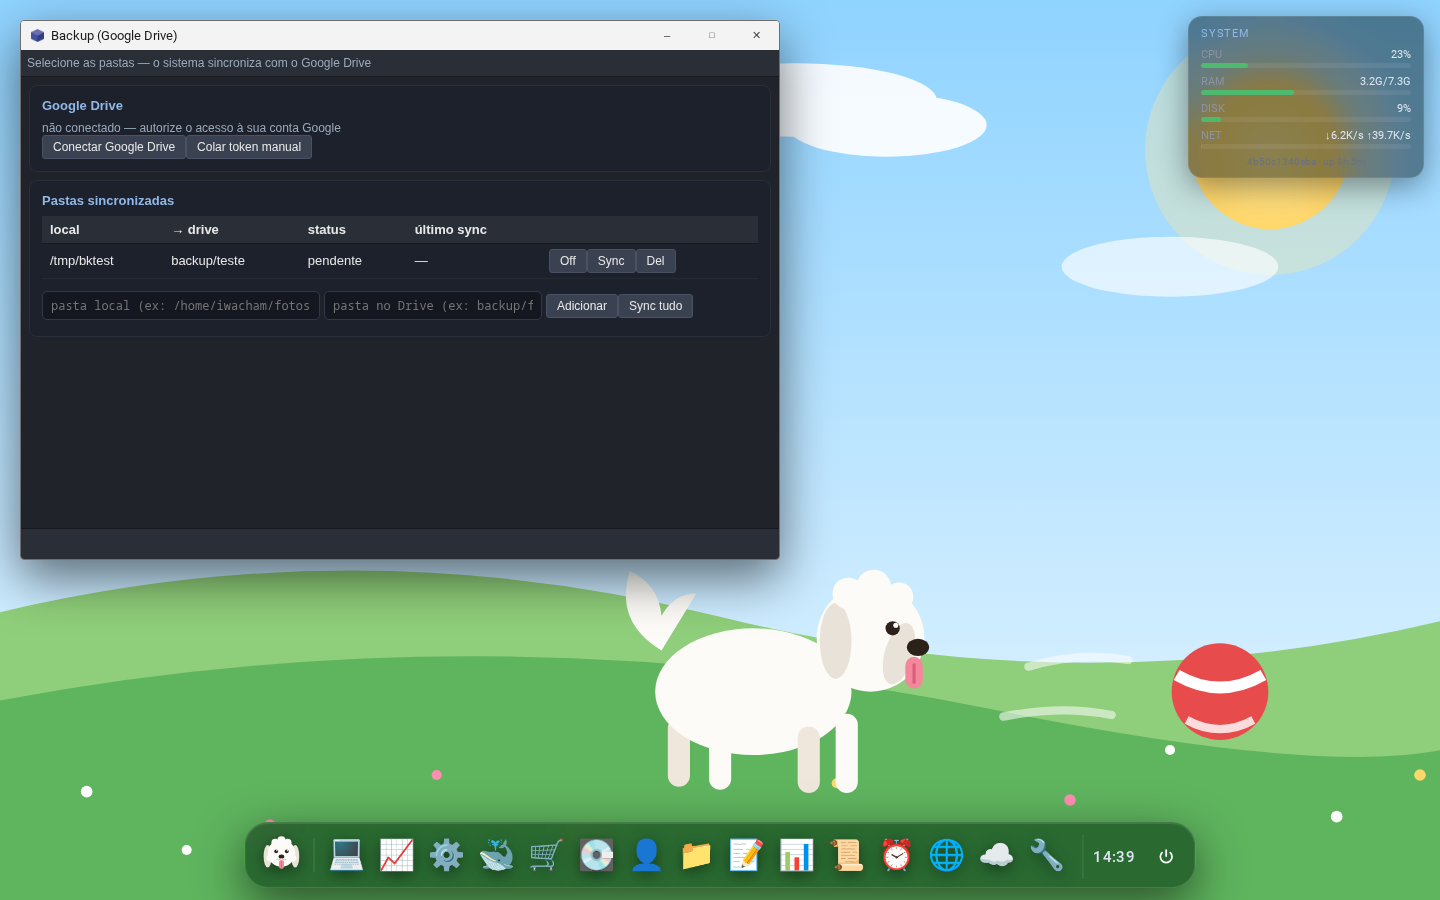 Backup (Google Drive)
Selecione as pastas — o sistema sincroniza com o Google Drive
Google Drive
não conectado — autorize o acesso à sua conta Google
Conectar Google Drive Colar token manual
Pastas sincronizadas
local → drive status último sync
/tmp/bktest backup/teste pendente — Off Sync Del
pasta local (ex: /home/iwacham/fotos pasta no Drive (ex: backup/f Adicionar Sync tudo
SYSTEM
CPU 23%
RAM 3.2G/7.3G
DISK 9%
NET ↓6.2K/s ↑39.7K/s
14:39